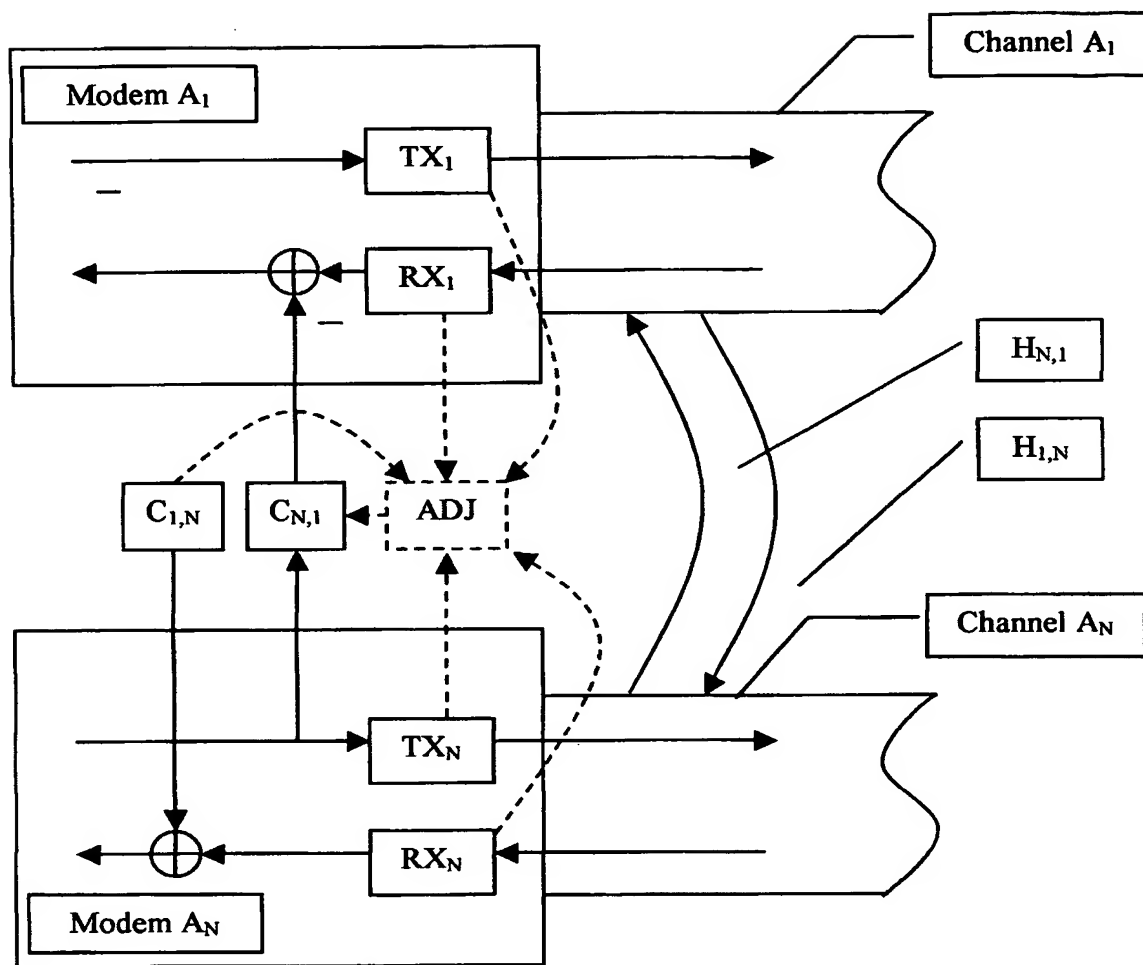 Channel A₁
Modem A₁
TX₁
–
RX₁
–
H_N,1
H_1,N
C_1,N
C_N,1
ADJ
Channel A_N
TX_N
RX_N
Modem A_N